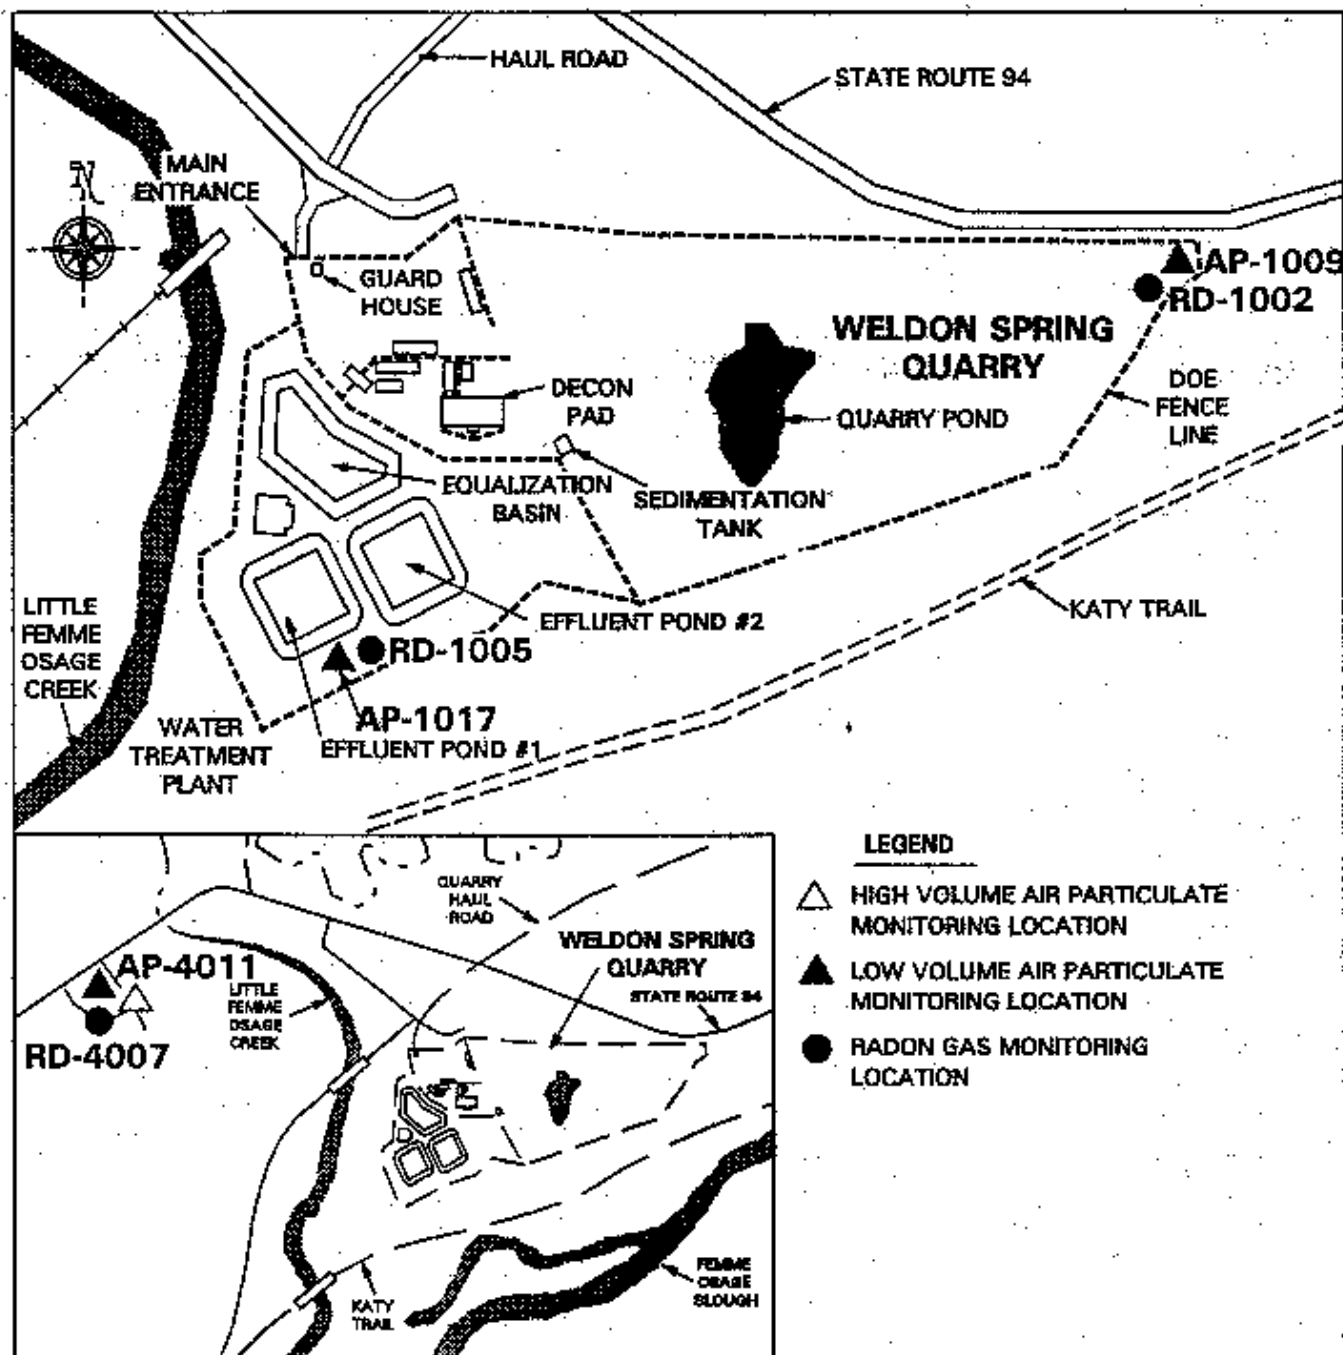 HAUL ROAD
STATE ROUTE 94
MAIN
ENTRANCE
N
GUARD
HOUSE
AP-1009
RD-1002
WELDON SPRING
QUARRY
DECON
PAD
QUARRY POND
DOE
FENCE
LINE
EQUALIZATION
BASIN
SEDIMENTATION
TANK
LITTLE
FEMME
OSAGE
CREEK
EFFLUENT POND #2
KATY TRAIL
RD-1005
AP-1017
EFFLUENT POND #1
WATER
TREATMENT
PLANT
QUARRY
HAUL
ROAD
WELDON SPRING
QUARRY
STATE ROUTE 94
AP-4011
LITTLE
FEMME
OSAGE
CREEK
RD-4007
KATY
TRAIL
FEMME
OSAGE
SLOUGH
LEGEND
HIGH VOLUME AIR PARTICULATE
MONITORING LOCATION
LOW VOLUME AIR PARTICULATE
MONITORING LOCATION
RADON GAS MONITORING
LOCATION